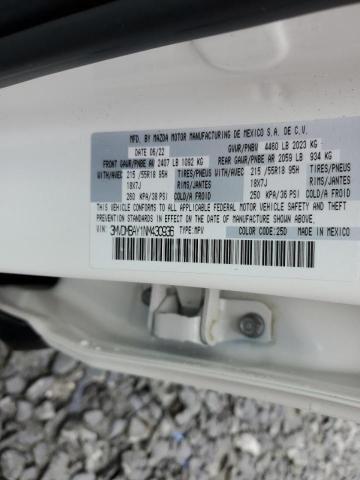 MFD. BY MAZDA MOTOR MANUFACTURING DE MEXICO S.A. DE C.V.
DATE 06/22 GVWR/PNBV 4460 LB 2023 KG
FRONT GAWR/PNBE AV 2407 LB 1092 KG REAR GAWR/PNBE AR 2059 LB 934 KG
WITH/AVEC 215 /55R18 95H TIRES/PNEUS WITH/AVEC 215 /55R18 95H TIRES/PNEUS
18X7J RIMS/JANTES 18X7J RIMS/JANTES
260 KPA/38 PSI COLD/A FROID 250 KPA/36 PSI COLD/A FROID
THIS VEHICLE CONFORMS TO ALL APPLICABLE FEDERAL MOTOR VEHICLE SAFETY AND
THEFT PREVENTION STANDARDS IN EFFECT ON THE DATE OF MANUFACTURE SHOWN ABOVE.
VIN: 3MVDMBAY1NM430936 TYPE: MPV COLOR CODE: 25D MADE IN MEXICO